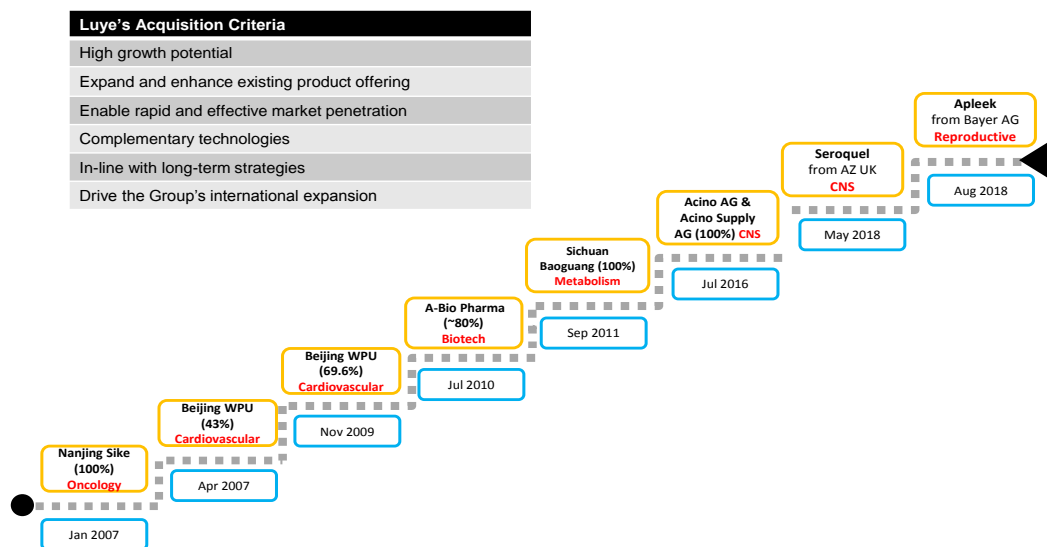 Luye's Acquisition Criteria
High growth potential
Expand and enhance existing product offering
Enable rapid and effective market penetration
Complementary technologies
In-line with long-term strategies
Drive the Group's international expansion
Nanjing Sike
(100%)
Oncology
Jan 2007
Beijing WPU
(43%)
Cardiovascular
Apr 2007
Beijing WPU
(69.6%)
Cardiovascular
Nov 2009
A-Bio Pharma
(~80%)
Biotech
Jul 2010
Sichuan
Baoguang (100%)
Metabolism
Sep 2011
Acino AG &
Acino Supply
AG (100%) CNS
Jul 2016
Seroquel
from AZ UK
CNS
May 2018
Apleek
from Bayer AG
Reproductive
Aug 2018